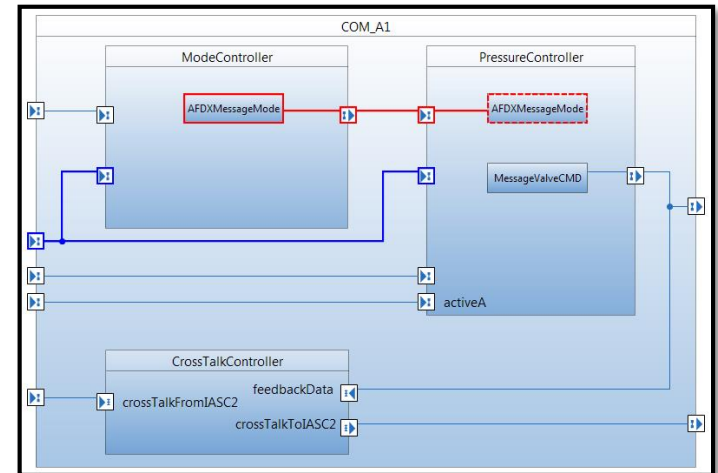 COM_A1
ModeController
PressureController
AFDXMessageMode
AFDXMessageMode
MessageValveCMD
activeA
CrossTalkController
feedbackData
crossTalkFromIASC2
crossTalkToIASC2